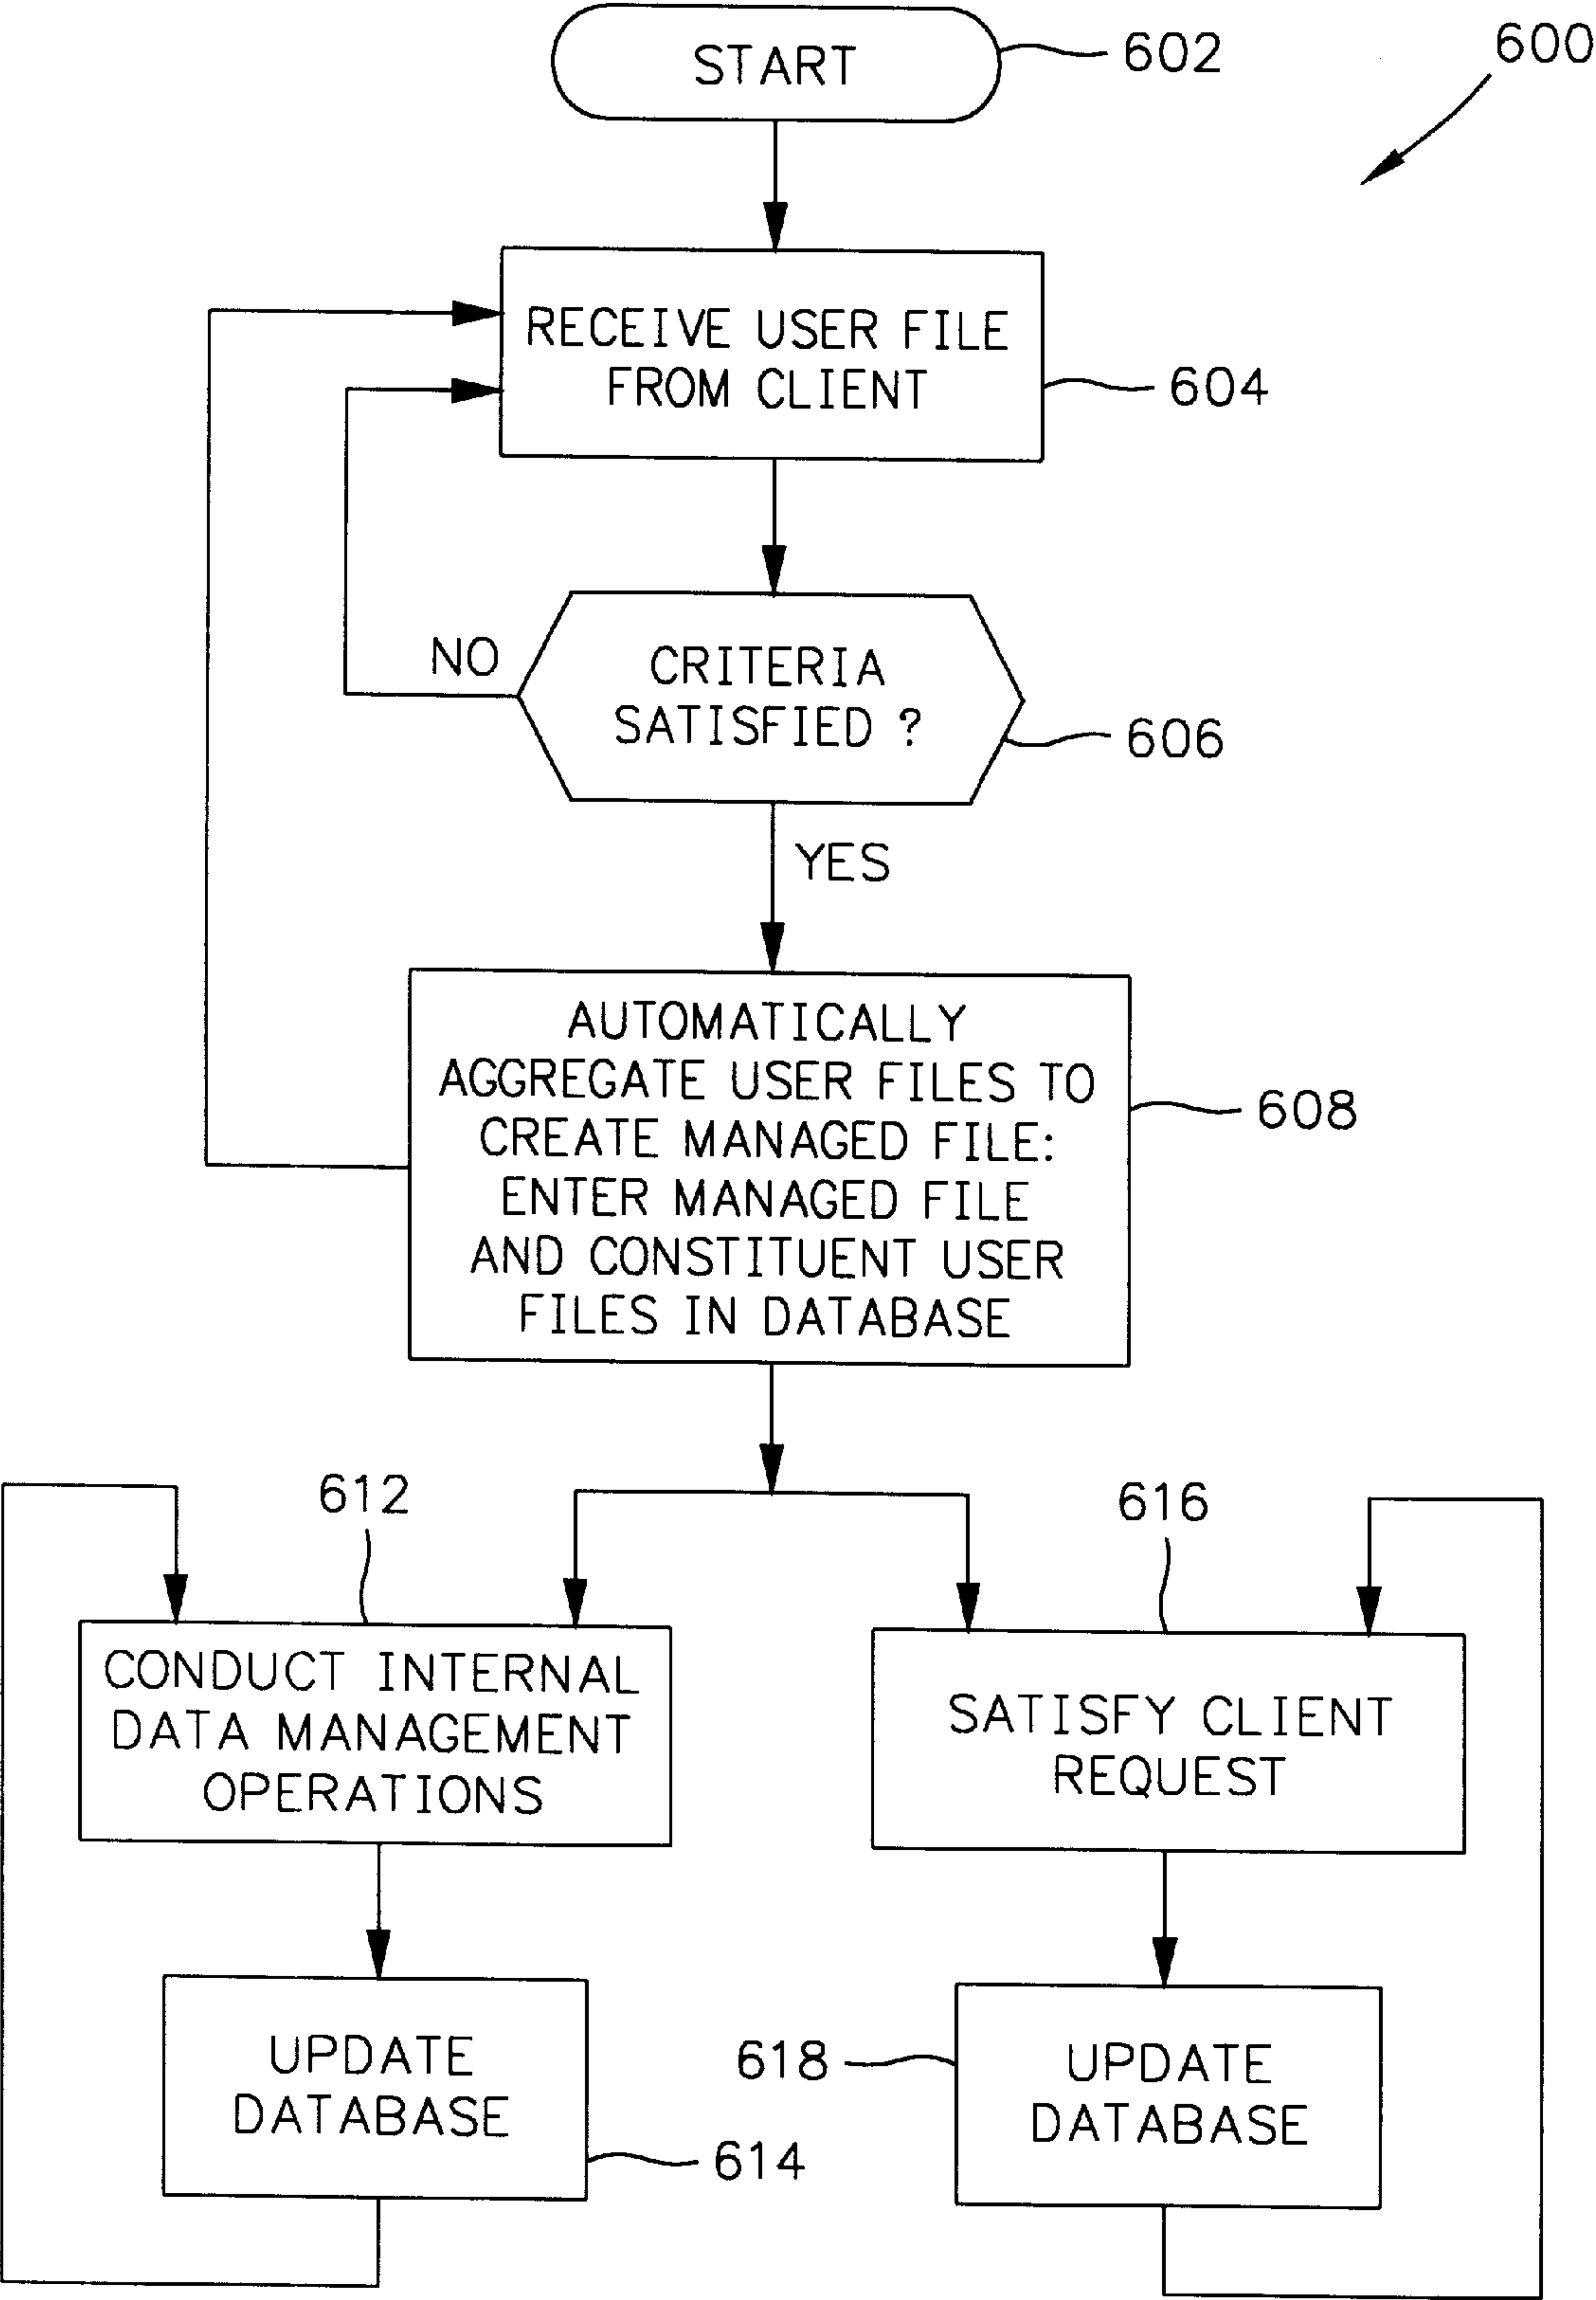 START
602
600
RECEIVE USER FILE
FROM CLIENT
604
NO
CRITERIA
SATISFIED ?
606
YES
AUTOMATICALLY
AGGREGATE USER FILES TO
CREATE MANAGED FILE:
ENTER MANAGED FILE
AND CONSTITUENT USER
FILES IN DATABASE
608
612
616
CONDUCT INTERNAL
DATA MANAGEMENT
OPERATIONS
SATISFY CLIENT
REQUEST
UPDATE
DATABASE
614
618
UPDATE
DATABASE